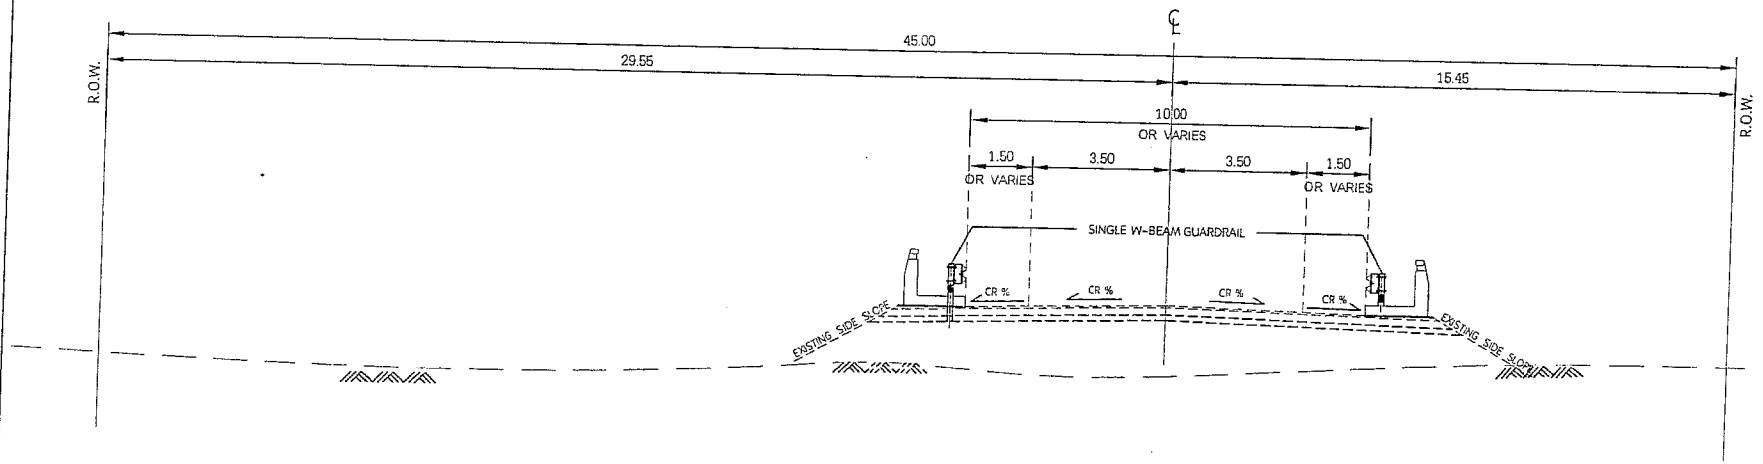 ℄
45.00
29.55
15.45
R.O.W.
R.O.W.
10.00
OR VARIES
1.50
3.50
3.50
1.50
OR VARIES
OR VARIES
SINGLE W-BEAM GUARDRAIL
CR %
CR %
CR %
CR %
EXISTING SIDE SLOPE
EXISTING SIDE SLOPE